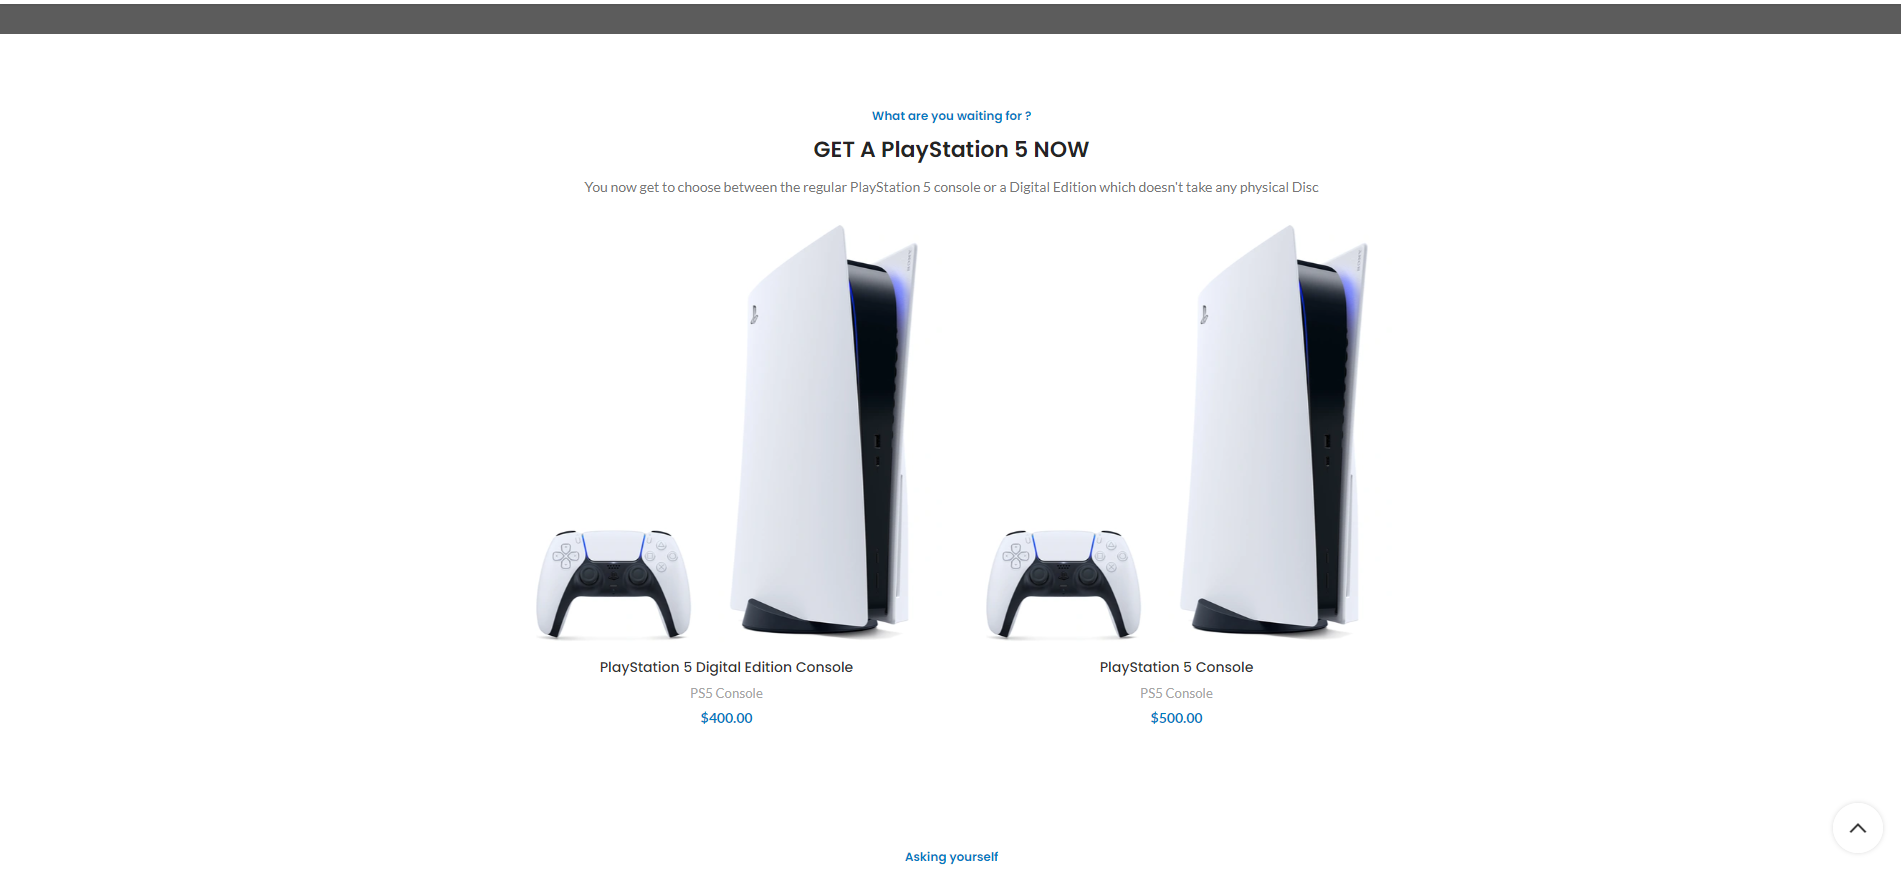 What are you waiting for ?
GET A PlayStation 5 NOW
You now get to choose between the regular PlayStation 5 console or a Digital Edition which doesn't take any physical Disc
PlayStation 5 Digital Edition Console
PS5 Console
$400.00
PlayStation 5 Console
PS5 Console
$500.00
Asking yourself